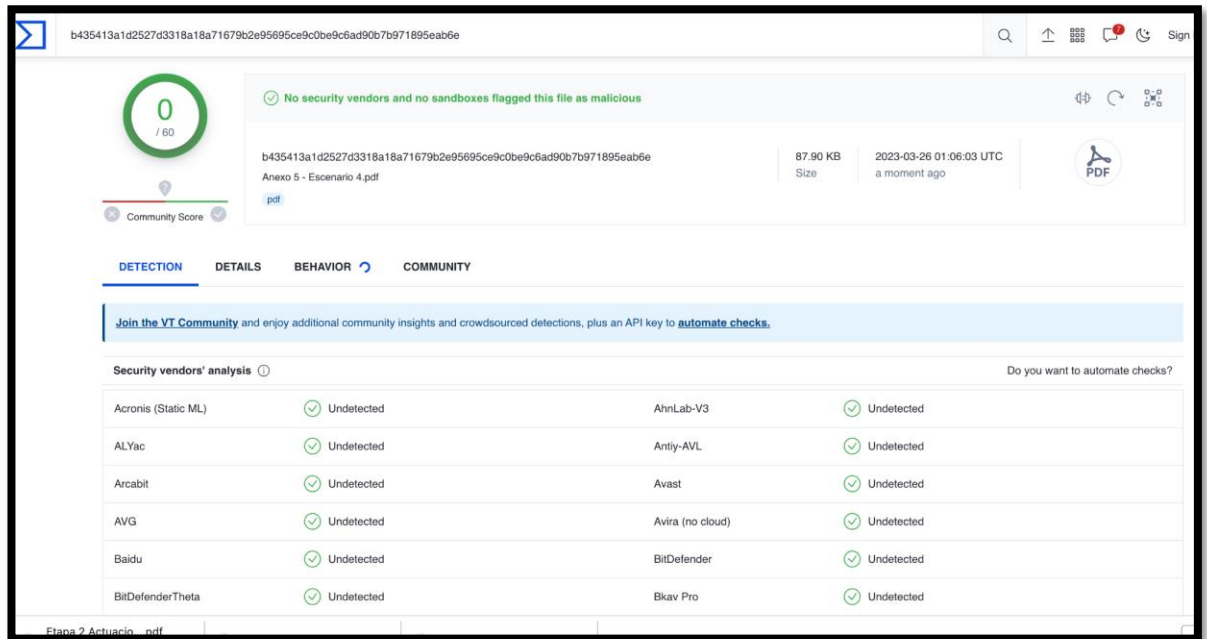 b435413a1d2527d3318a18a71679b2e95695ce9c0be9c6ad90b7b971895eab6e
7
Sign
0
/ 60
Community Score
No security vendors and no sandboxes flagged this file as malicious
b435413a1d2527d3318a18a71679b2e95695ce9c0be9c6ad90b7b971895eab6e
Anexo 5 - Escenario 4.pdf
pdf
87.90 KB
Size
2023-03-26 01:06:03 UTC
a moment ago
PDF
DETECTION DETAILS BEHAVIOR COMMUNITY
Join the VT Community and enjoy additional community insights and crowdsourced detections, plus an API key to automate checks.
Security vendors' analysis Do you want to automate checks?
Acronis (Static ML) Undetected AhnLab-V3 Undetected
ALYac Undetected Antiy-AVL Undetected
Arcabit Undetected Avast Undetected
AVG Undetected Avira (no cloud) Undetected
Baidu Undetected BitDefender Undetected
BitDefenderTheta Undetected Bkav Pro Undetected
Etapa 2 Actuacio....pdf